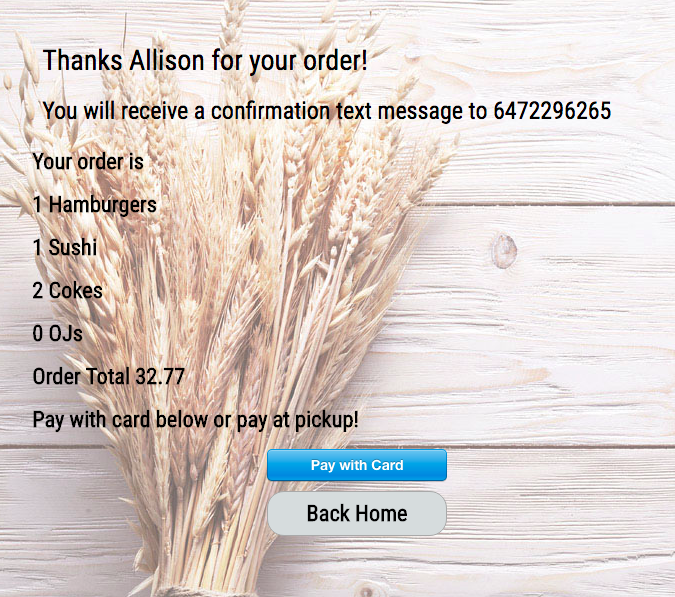 Thanks Allison for your order!
You will receive a confirmation text message to 6472296265
Your order is
1 Hamburgers
1 Sushi
2 Cokes
0 OJs
Order Total 32.77
Pay with card below or pay at pickup!
Pay with Card
Back Home